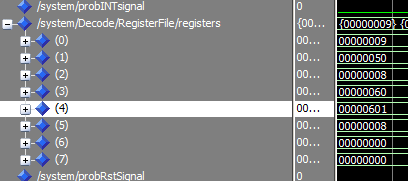 /system/probINTsignal 0
/system/Decode/RegisterFile/registers {00... {00000009} {0
(0) 00... 00000009
(1) 00... 00000050
(2) 00... 00000008
(3) 00... 00000060
(4) 00... 00000601
(5) 00... 00000008
(6) 00... 00000000
(7) 00... 00000000
/system/probRstSignal 0